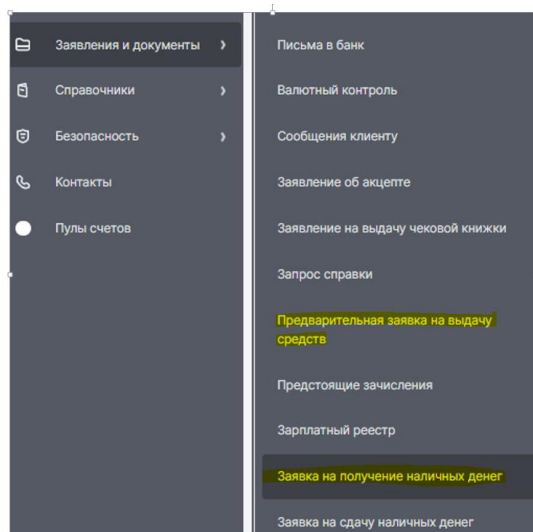 Заявления и документы
Справочники
Безопасность
Контакты
Пулы счетов
Письма в банк
Валютный контроль
Сообщения клиенту
Заявление об акцепте
Заявление на выдачу чековой книжки
Запрос справки
Предварительная заявка на выдачу
средств
Предстоящие зачисления
Зарплатный реестр
Заявка на получение наличных денег
Заявка на сдачу наличных денег